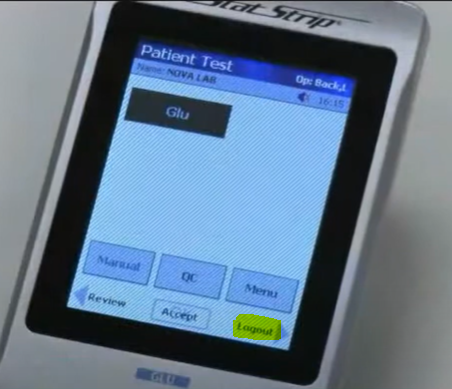 StatStrip®
Patient Test
Op: Back,L
Name: NOVA LAB
16:15
Glu
Manual
QC
Menu
Review
Accept
Logout
GLU